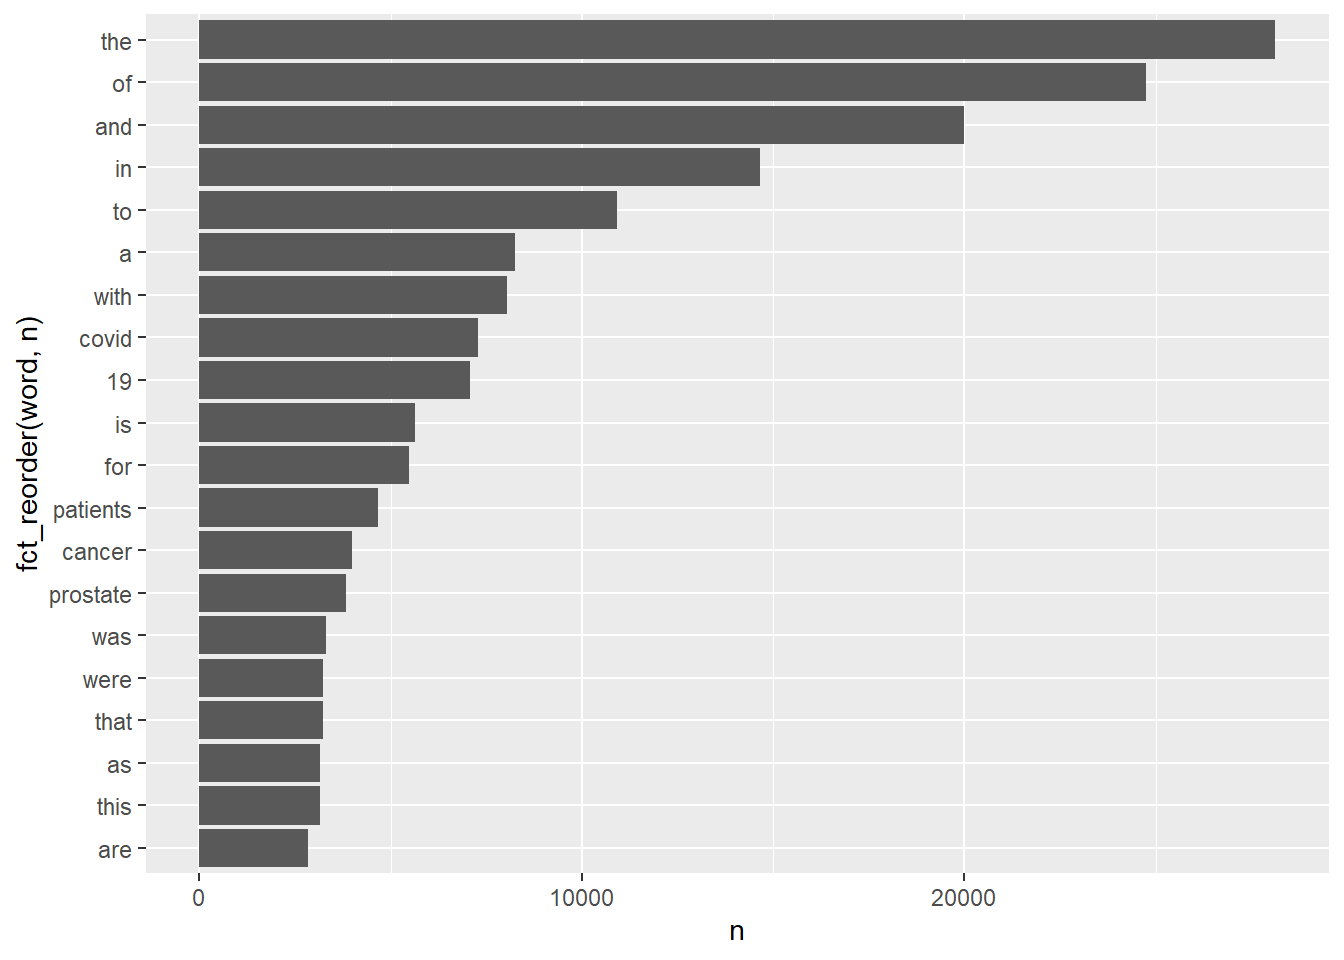 the
of
and
in
to
a
with
covid
19
is
for
patients
cancer
prostate
was
were
that
as
this
are
fct_reorder(word, n)
0 10000 20000
n